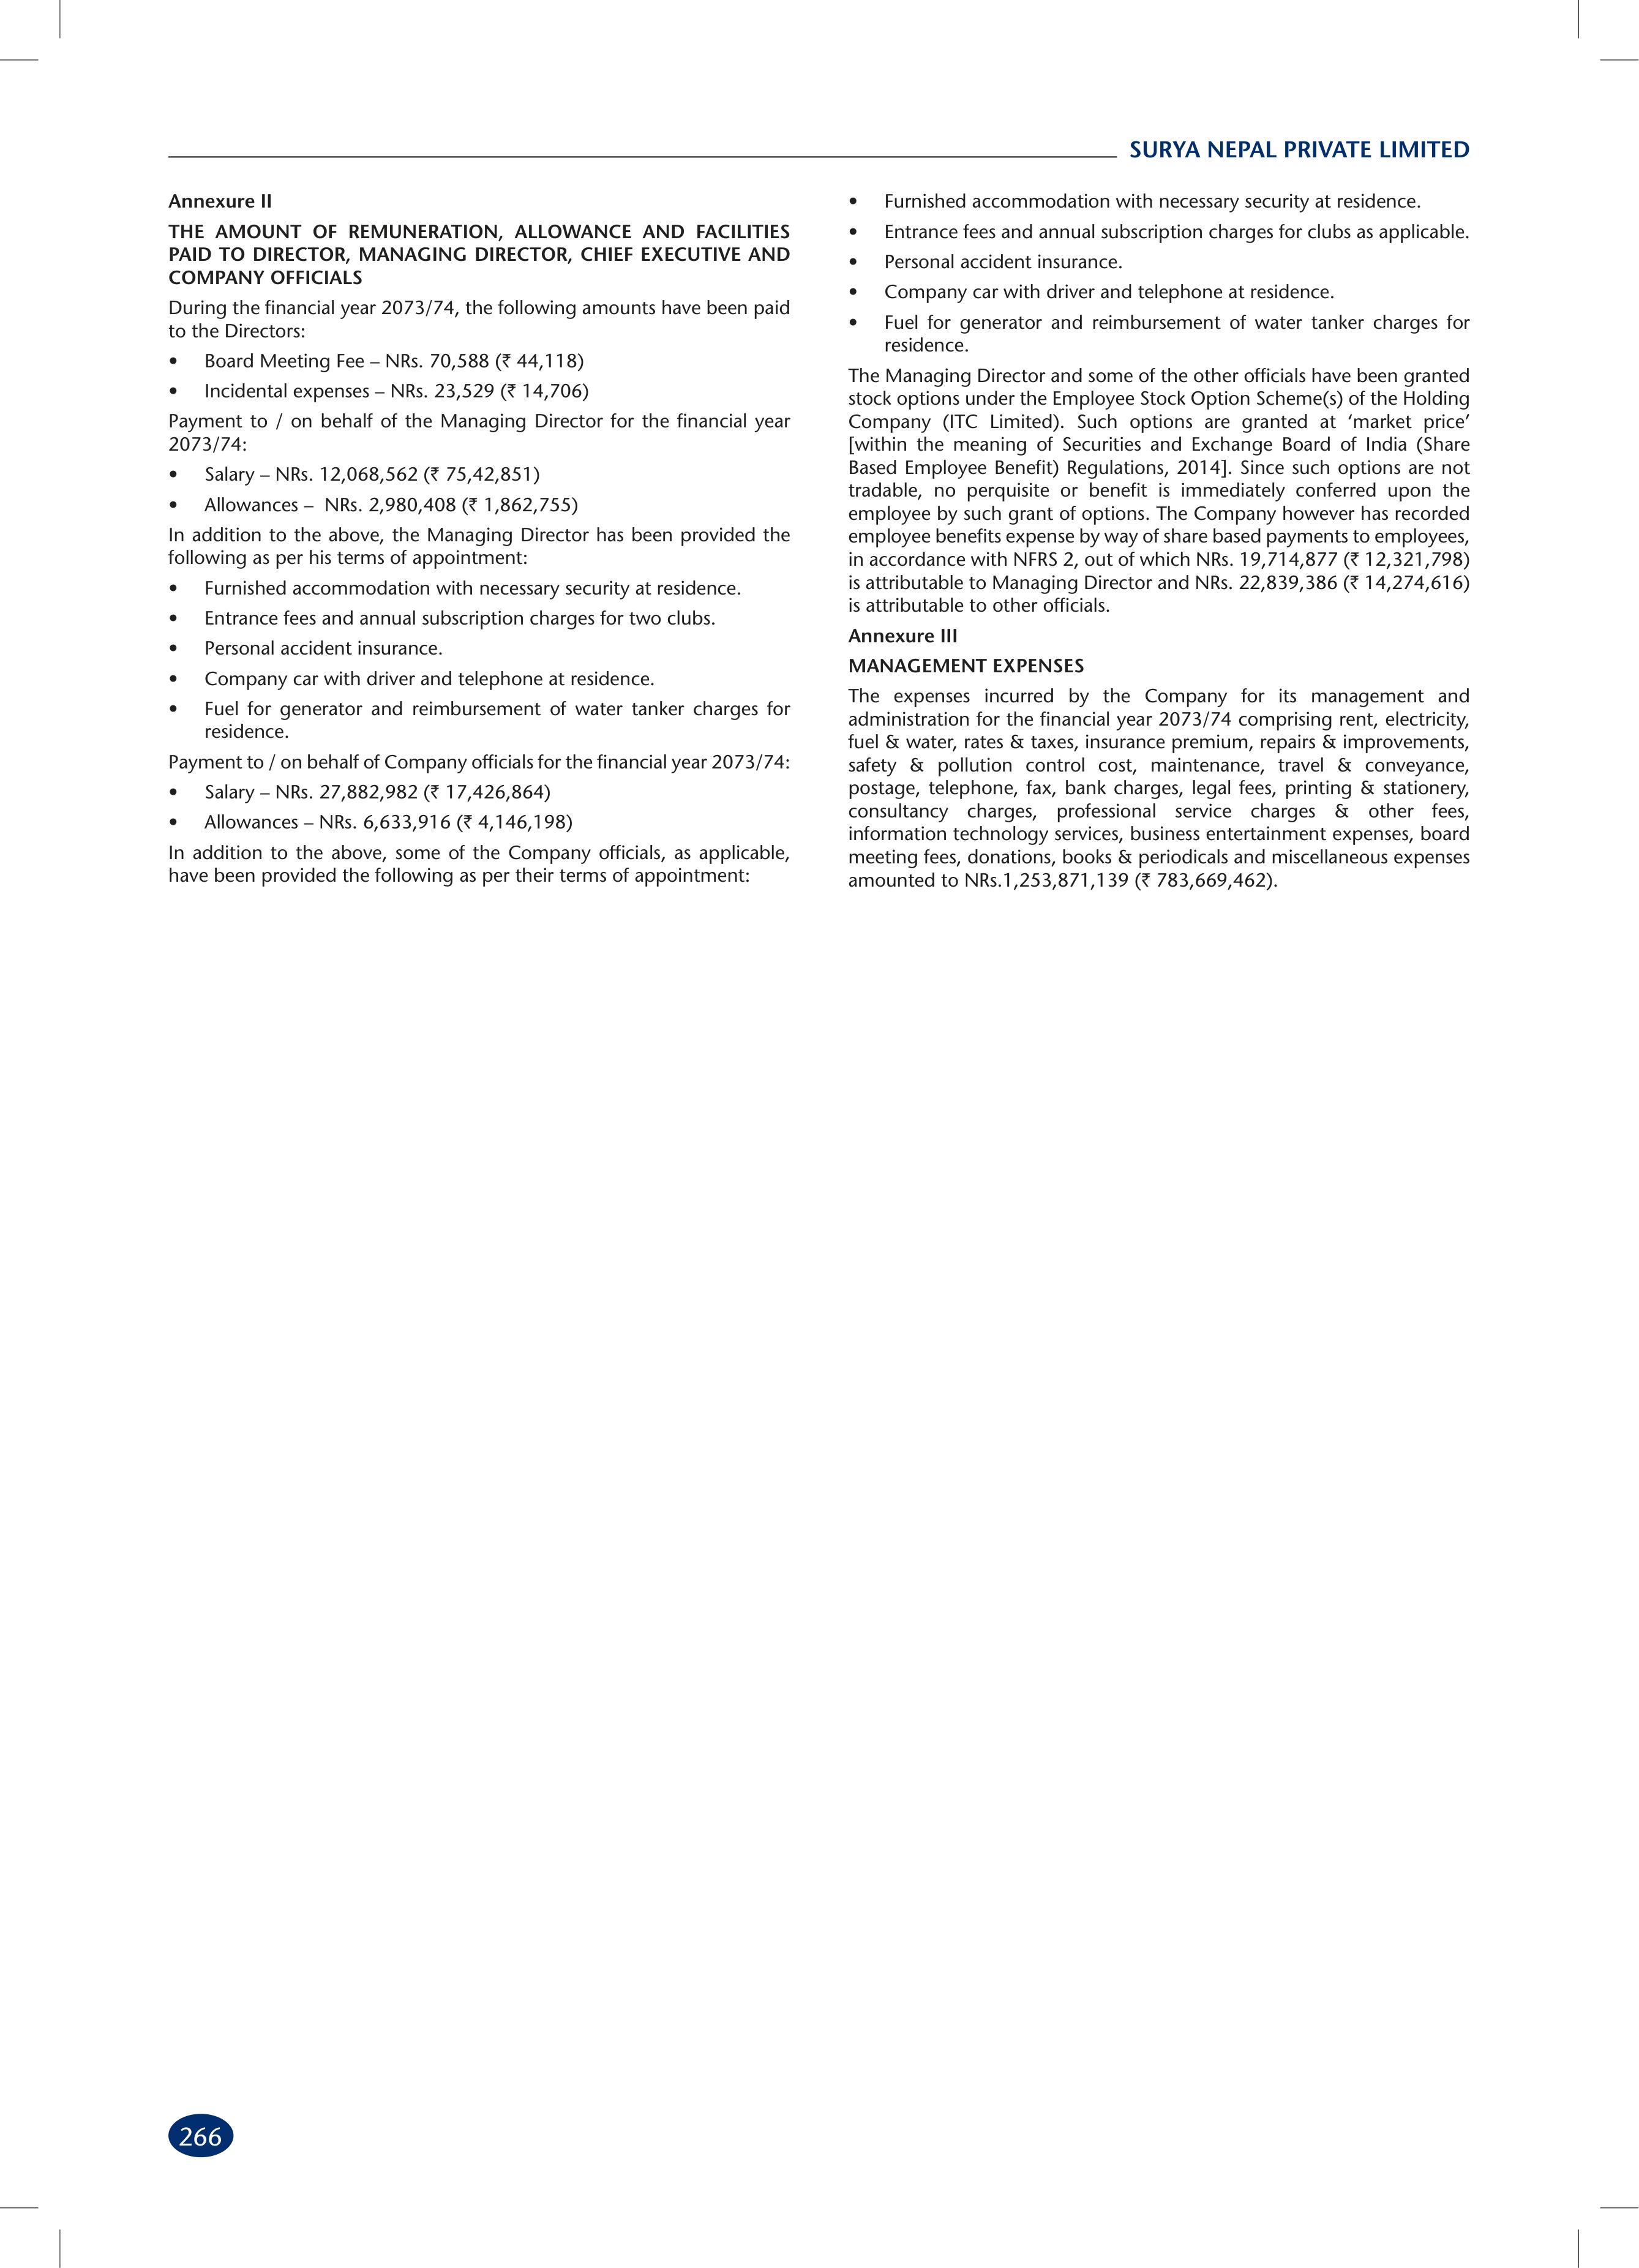 SURYA NEPAL PRIVATE LIMITED
Annexure II
THE AMOUNT OF REMUNERATION, ALLOWANCE AND FACILITIES
PAID TO DIRECTOR, MANAGING DIRECTOR, CHIEF EXECUTIVE AND
COMPANY OFFICIALS
During the financial year 2073/74, the following amounts have been paid
to the Directors:
• Board Meeting Fee – NRs. 70,588 (₹ 44,118)
• Incidental expenses – NRs. 23,529 (₹ 14,706)
Payment to / on behalf of the Managing Director for the financial year
2073/74:
• Salary – NRs. 12,068,562 (₹ 75,42,851)
• Allowances – NRs. 2,980,408 (₹ 1,862,755)
In addition to the above, the Managing Director has been provided the
following as per his terms of appointment:
• Furnished accommodation with necessary security at residence.
• Entrance fees and annual subscription charges for two clubs.
• Personal accident insurance.
• Company car with driver and telephone at residence.
• Fuel for generator and reimbursement of water tanker charges for
residence.
Payment to / on behalf of Company officials for the financial year 2073/74:
• Salary – NRs. 27,882,982 (₹ 17,426,864)
• Allowances – NRs. 6,633,916 (₹ 4,146,198)
In addition to the above, some of the Company officials, as applicable,
have been provided the following as per their terms of appointment:
• Furnished accommodation with necessary security at residence.
• Entrance fees and annual subscription charges for clubs as applicable.
• Personal accident insurance.
• Company car with driver and telephone at residence.
• Fuel for generator and reimbursement of water tanker charges for
residence.
The Managing Director and some of the other officials have been granted
stock options under the Employee Stock Option Scheme(s) of the Holding
Company (ITC Limited). Such options are granted at ‘market price’
[within the meaning of Securities and Exchange Board of India (Share
Based Employee Benefit) Regulations, 2014]. Since such options are not
tradable, no perquisite or benefit is immediately conferred upon the
employee by such grant of options. The Company however has recorded
employee benefits expense by way of share based payments to employees,
in accordance with NFRS 2, out of which NRs. 19,714,877 (₹ 12,321,798)
is attributable to Managing Director and NRs. 22,839,386 (₹ 14,274,616)
is attributable to other officials.
Annexure III
MANAGEMENT EXPENSES
The expenses incurred by the Company for its management and
administration for the financial year 2073/74 comprising rent, electricity,
fuel & water, rates & taxes, insurance premium, repairs & improvements,
safety & pollution control cost, maintenance, travel & conveyance,
postage, telephone, fax, bank charges, legal fees, printing & stationery,
consultancy charges, professional service charges & other fees,
information technology services, business entertainment expenses, board
meeting fees, donations, books & periodicals and miscellaneous expenses
amounted to NRs.1,253,871,139 (₹ 783,669,462).
266